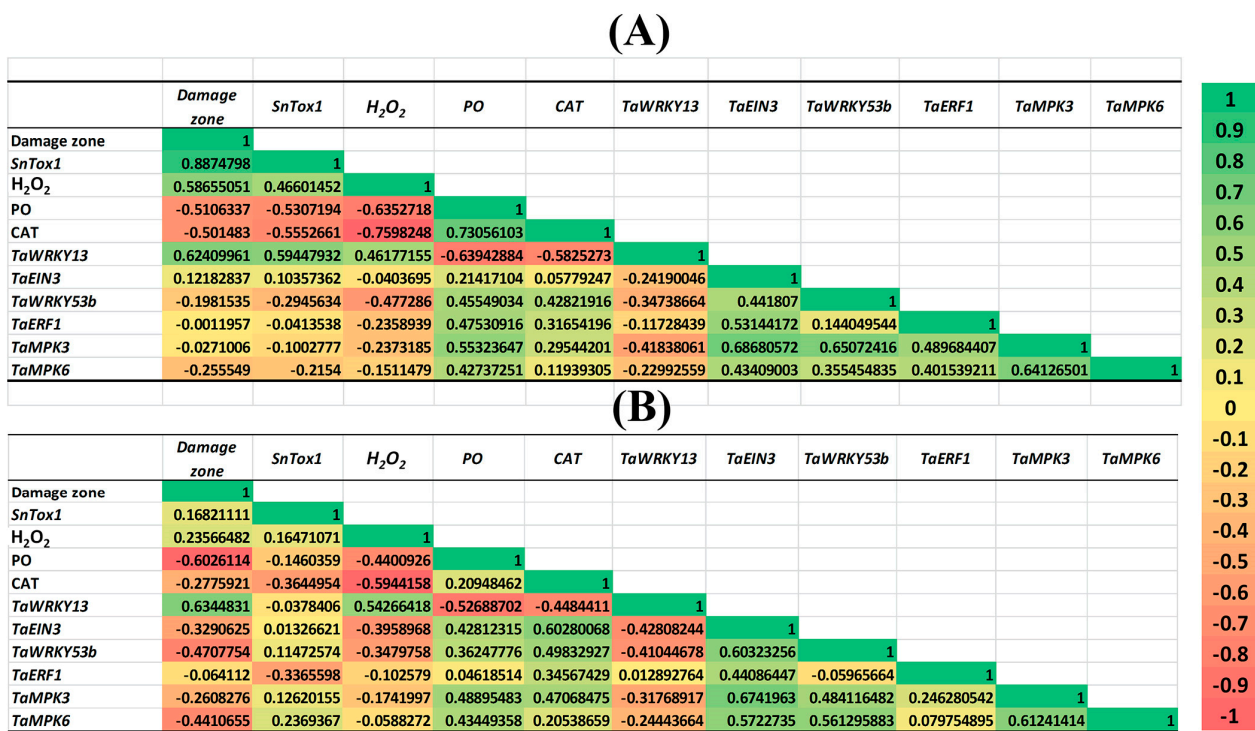 (A)
Damage zone SnTox1 H₂O₂ PO CAT TaWRKY13 TaEIN3 TaWRKY53b TaERF1 TaMPK3 TaMPK6
Damage zone 1
SnTox1 0.8874798 1
H₂O₂ 0.58655051 0.46601452 1
PO -0.5106337 -0.5307194 -0.6352718 1
CAT -0.501483 -0.5552661 -0.7598248 0.73056103 1
TaWRKY13 0.62409961 0.59447932 0.46177155 -0.63942884 -0.5825273 1
TaEIN3 0.12182837 0.10357362 -0.0403695 0.21417104 0.05779247 -0.24190046 1
TaWRKY53b -0.1981535 -0.2945634 -0.477286 0.45549034 0.42821916 -0.34738664 0.441807 1
TaERF1 -0.0011957 -0.0413538 -0.2358939 0.47530916 0.31654196 -0.11728439 0.53144172 0.144049544 1
TaMPK3 -0.0271006 -0.1002777 -0.2373185 0.55323647 0.29544201 -0.41838061 0.68680572 0.65072416 0.489684407 1
TaMPK6 -0.255549 -0.2154 -0.1511479 0.42737251 0.11939305 -0.22992559 0.43409003 0.355454835 0.401539211 0.64126501 1
(B)
Damage zone SnTox1 H₂O₂ PO CAT TaWRKY13 TaEIN3 TaWRKY53b TaERF1 TaMPK3 TaMPK6
Damage zone 1
SnTox1 0.16821111 1
H₂O₂ 0.23566482 0.16471071 1
PO -0.6026114 -0.1460359 -0.4400926 1
CAT -0.2775921 -0.3644954 -0.5944158 0.20948462 1
TaWRKY13 0.6344831 -0.0378406 0.54266418 -0.52688702 -0.4484411 1
TaEIN3 -0.3290625 0.01326621 -0.3958968 0.42812315 0.60280068 -0.42808244 1
TaWRKY53b -0.4707754 0.11472574 -0.3479758 0.36247776 0.49832927 -0.41044678 0.60323256 1
TaERF1 -0.064112 -0.3365598 -0.102579 0.04618514 0.34567429 0.012892764 0.44086447 -0.05965664 1
TaMPK3 -0.2608276 0.12620155 -0.1741997 0.48895483 0.47068475 -0.31768917 0.6741963 0.484116482 0.246280542 1
TaMPK6 -0.4410655 0.2369367 -0.0588272 0.43449358 0.20538659 -0.24443664 0.5722735 0.561295883 0.079754895 0.61241414 1
1
0.9
0.8
0.7
0.6
0.5
0.4
0.3
0.2
0.1
0
-0.1
-0.2
-0.3
-0.4
-0.5
-0.6
-0.7
-0.8
-0.9
-1